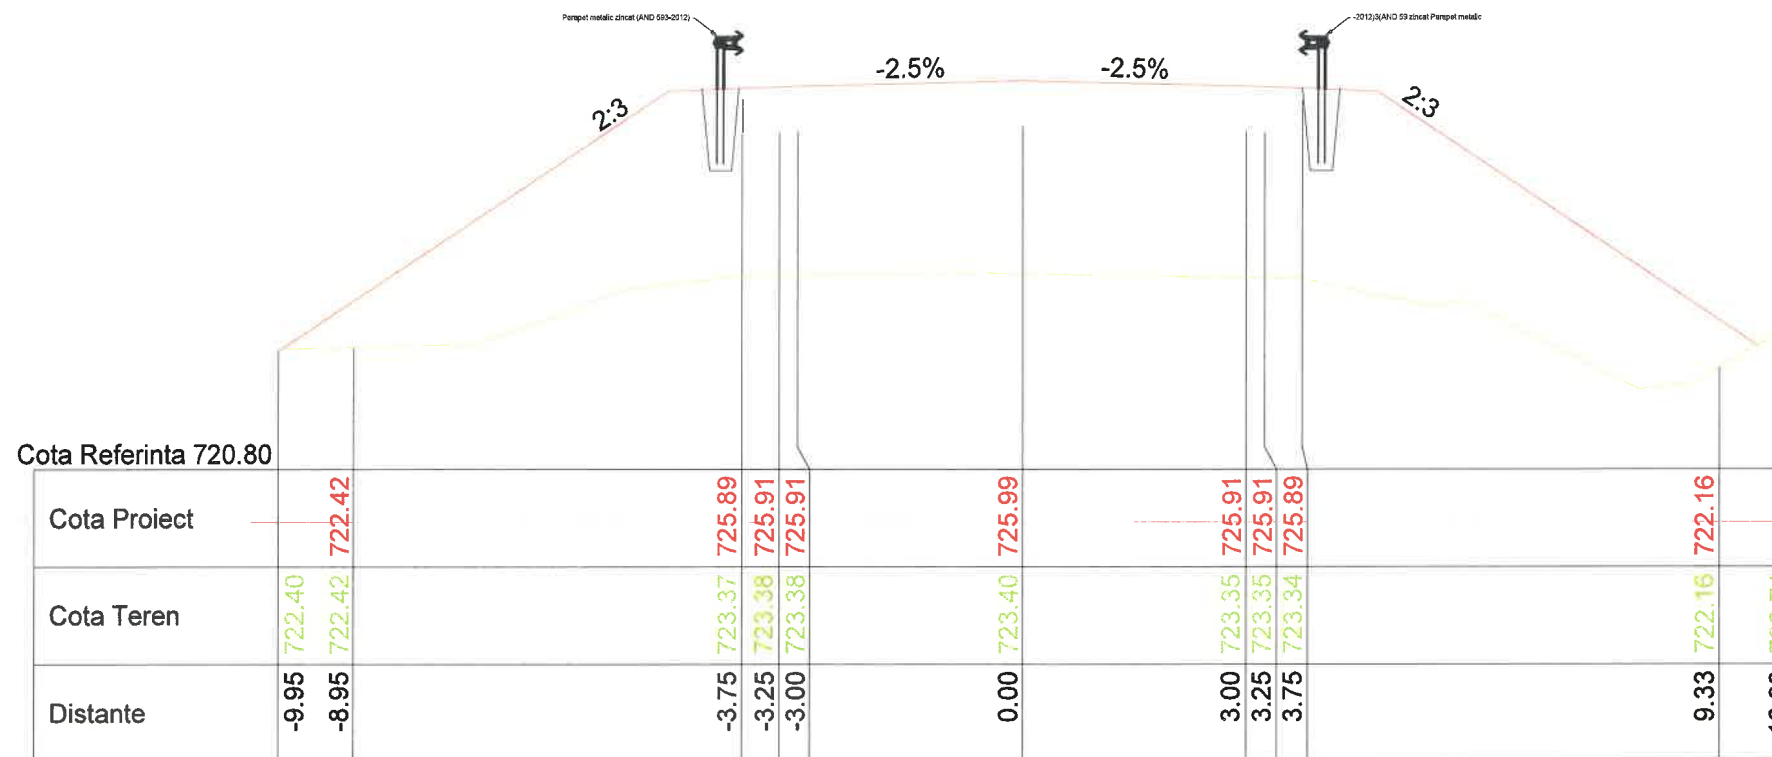 Parapet metalic zincat (AND 593-2012)
-2012)3(AND 59 zincat Parapet metalic
-2.5% -2.5%
2:3 2:3
Cota Referinta 720.80
Cota Proiect 722.42 725.89 725.91 725.91 725.99 725.91 725.91 725.89 722.16
Cota Teren 722.40 722.42 723.37 723.38 723.38 723.40 723.35 723.35 723.34 722.16
Distante -9.95 -8.95 -3.75 -3.25 -3.00 0.00 3.00 3.25 3.75 9.33